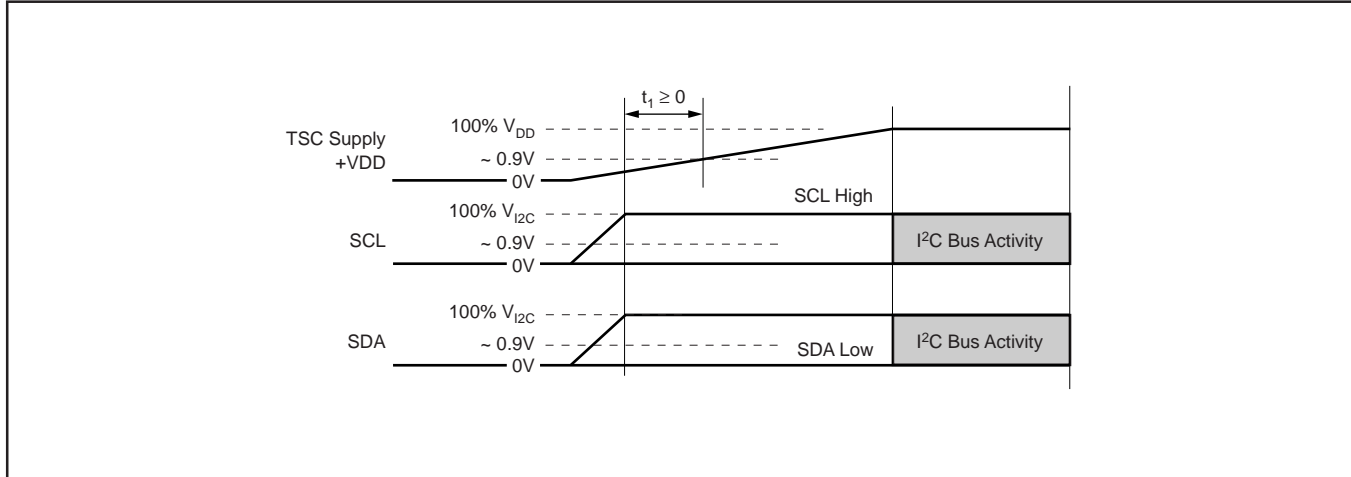 t₁ ≥ 0
TSC Supply
+VDD
100% V_DD
~ 0.9V
0V
SCL High
SCL
100% V_I2C
~ 0.9V
0V
I²C Bus Activity
SDA
100% V_I2C
~ 0.9V
0V
SDA Low
I²C Bus Activity